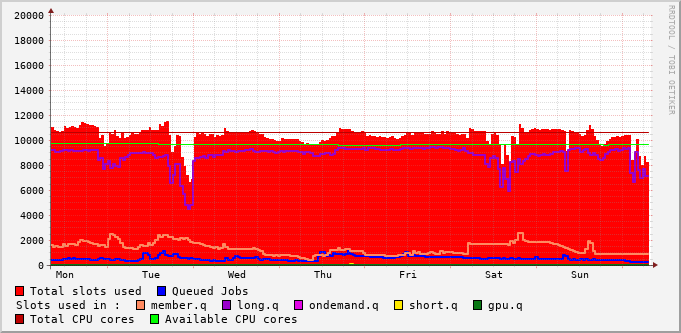 RRDTOOL / TOBI OETIKER
20000
18000
16000
14000
12000
10000
8000
6000
4000
2000
0
Mon Tue Wed Thu Fri Sat Sun
Total slots used Queued Jobs
Slots used in : member.q long.q ondemand.q short.q gpu.q
Total CPU cores Available CPU cores